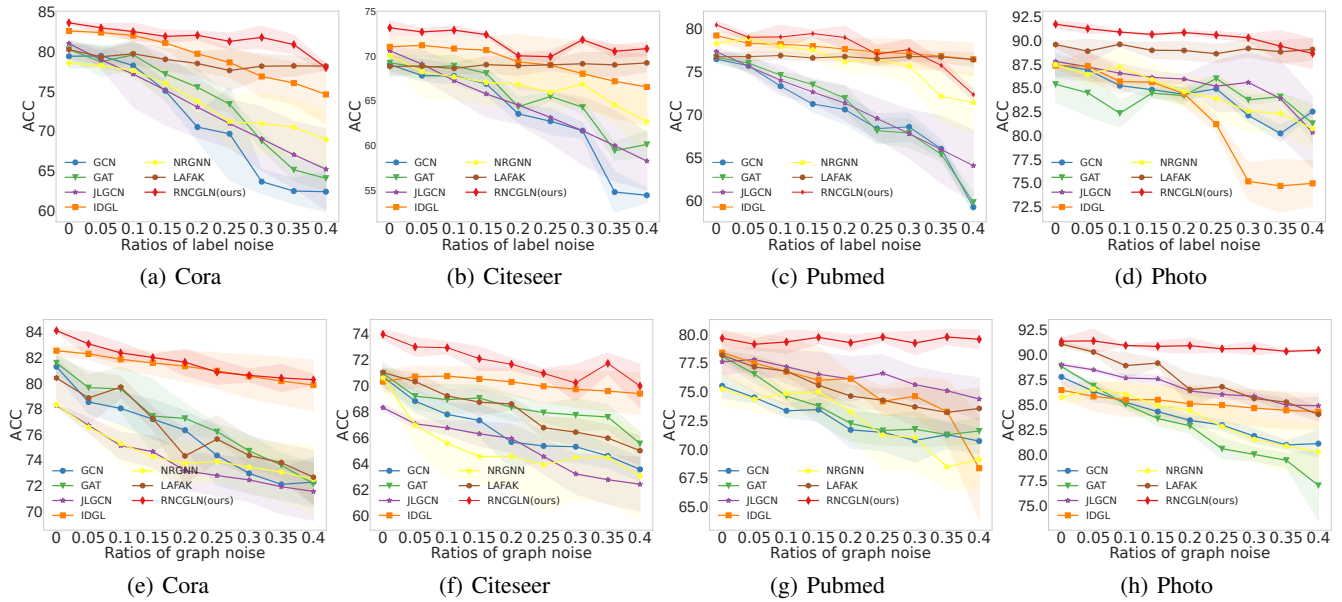 ACC
85
80
75
70
65
60
GCN
GAT
JLGCN
IDGL
NRGNN
LAFAK
RNCGLN(ours)
0 0.05 0.1 0.15 0.2 0.25 0.3 0.35 0.4
Ratios of label noise
(a) Cora
ACC
75
70
65
60
55
GCN
GAT
JLGCN
IDGL
NRGNN
LAFAK
RNCGLN(ours)
0 0.05 0.1 0.15 0.2 0.25 0.3 0.35 0.4
Ratios of label noise
(b) Citeseer
ACC
80
75
70
65
60
GCN
GAT
JLGCN
IDGL
NRGNN
LAFAK
RNCGLN(ours)
0 0.05 0.1 0.15 0.2 0.25 0.3 0.35 0.4
Ratios of label noise
(c) Pubmed
ACC
92.5
90.0
87.5
85.0
82.5
80.0
77.5
75.0
72.5
GCN
GAT
JLGCN
IDGL
NRGNN
LAFAK
RNCGLN(ours)
0 0.05 0.1 0.15 0.2 0.25 0.3 0.35 0.4
Ratios of label noise
(d) Photo
ACC
84
82
80
78
76
74
72
70
GCN
GAT
JLGCN
IDGL
NRGNN
LAFAK
RNCGLN(ours)
0 0.05 0.1 0.15 0.2 0.25 0.3 0.35 0.4
Ratios of graph noise
(e) Cora
ACC
74
72
70
68
66
64
62
60
GCN
GAT
JLGCN
IDGL
NRGNN
LAFAK
RNCGLN(ours)
0 0.05 0.1 0.15 0.2 0.25 0.3 0.35 0.4
Ratios of graph noise
(f) Citeseer
ACC
80.0
77.5
75.0
72.5
70.0
67.5
65.0
GCN
GAT
JLGCN
IDGL
NRGNN
LAFAK
RNCGLN(ours)
0 0.05 0.1 0.15 0.2 0.25 0.3 0.35 0.4
Ratios of graph noise
(g) Pubmed
ACC
92.5
90.0
87.5
85.0
82.5
80.0
77.5
75.0
GCN
GAT
JLGCN
IDGL
NRGNN
LAFAK
RNCGLN(ours)
0 0.05 0.1 0.15 0.2 0.25 0.3 0.35 0.4
Ratios of graph noise
(h) Photo